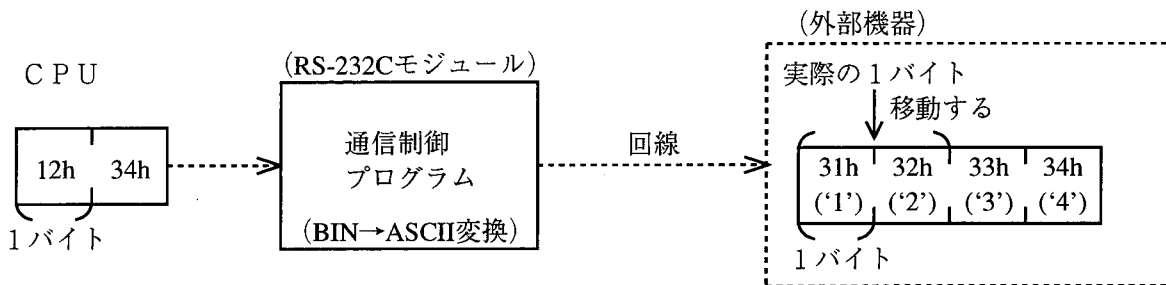 (外部機器)
CPU
(RS-232Cモジュール)
実際の1バイト
移動する
12h 34h
通信制御
プログラム
(BIN→ASCII変換)
回線
31h 32h 33h 34h
('1') ('2') ('3') ('4')
1バイト
1バイト